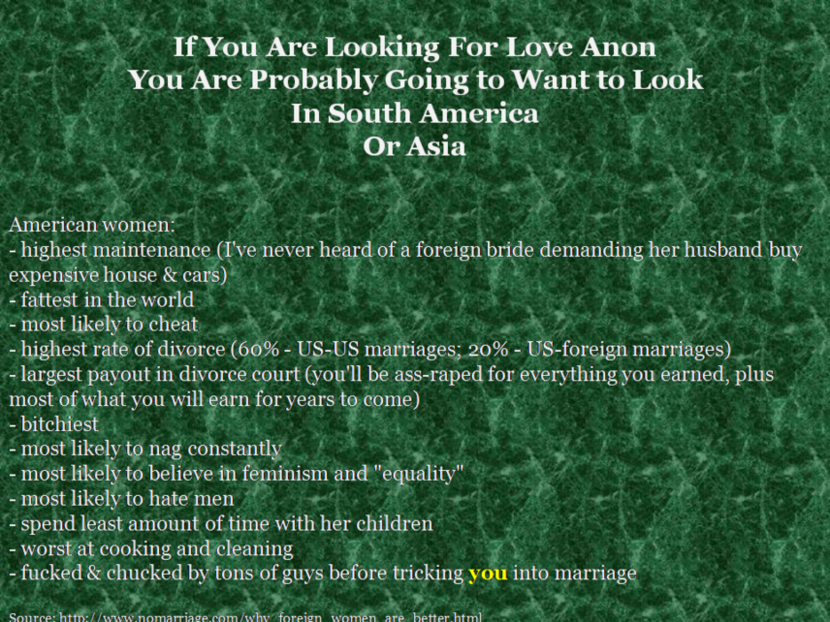 If You Are Looking For Love Anon
You Are Probably Going to Want to Look
In South America
Or Asia
American women:
- highest maintenance (I've never heard of a foreign bride demanding her husband buy
expensive house & cars)
- fattest in the world
- most likely to cheat
- highest rate of divorce (60% - US-US marriages; 20% - US-foreign marriages)
- largest payout in divorce court (you'll be ass-raped for everything you earned, plus
most of what you will earn for years to come)
- bitchiest
- most likely to nag constantly
- most likely to believe in feminism and "equality"
- most likely to hate men
- spend least amount of time with her children
- worst at cooking and cleaning
- fucked & chucked by tons of guys before tricking you into marriage
Source: http://www.nomarriage.com/why_foreign_women_are_better.html